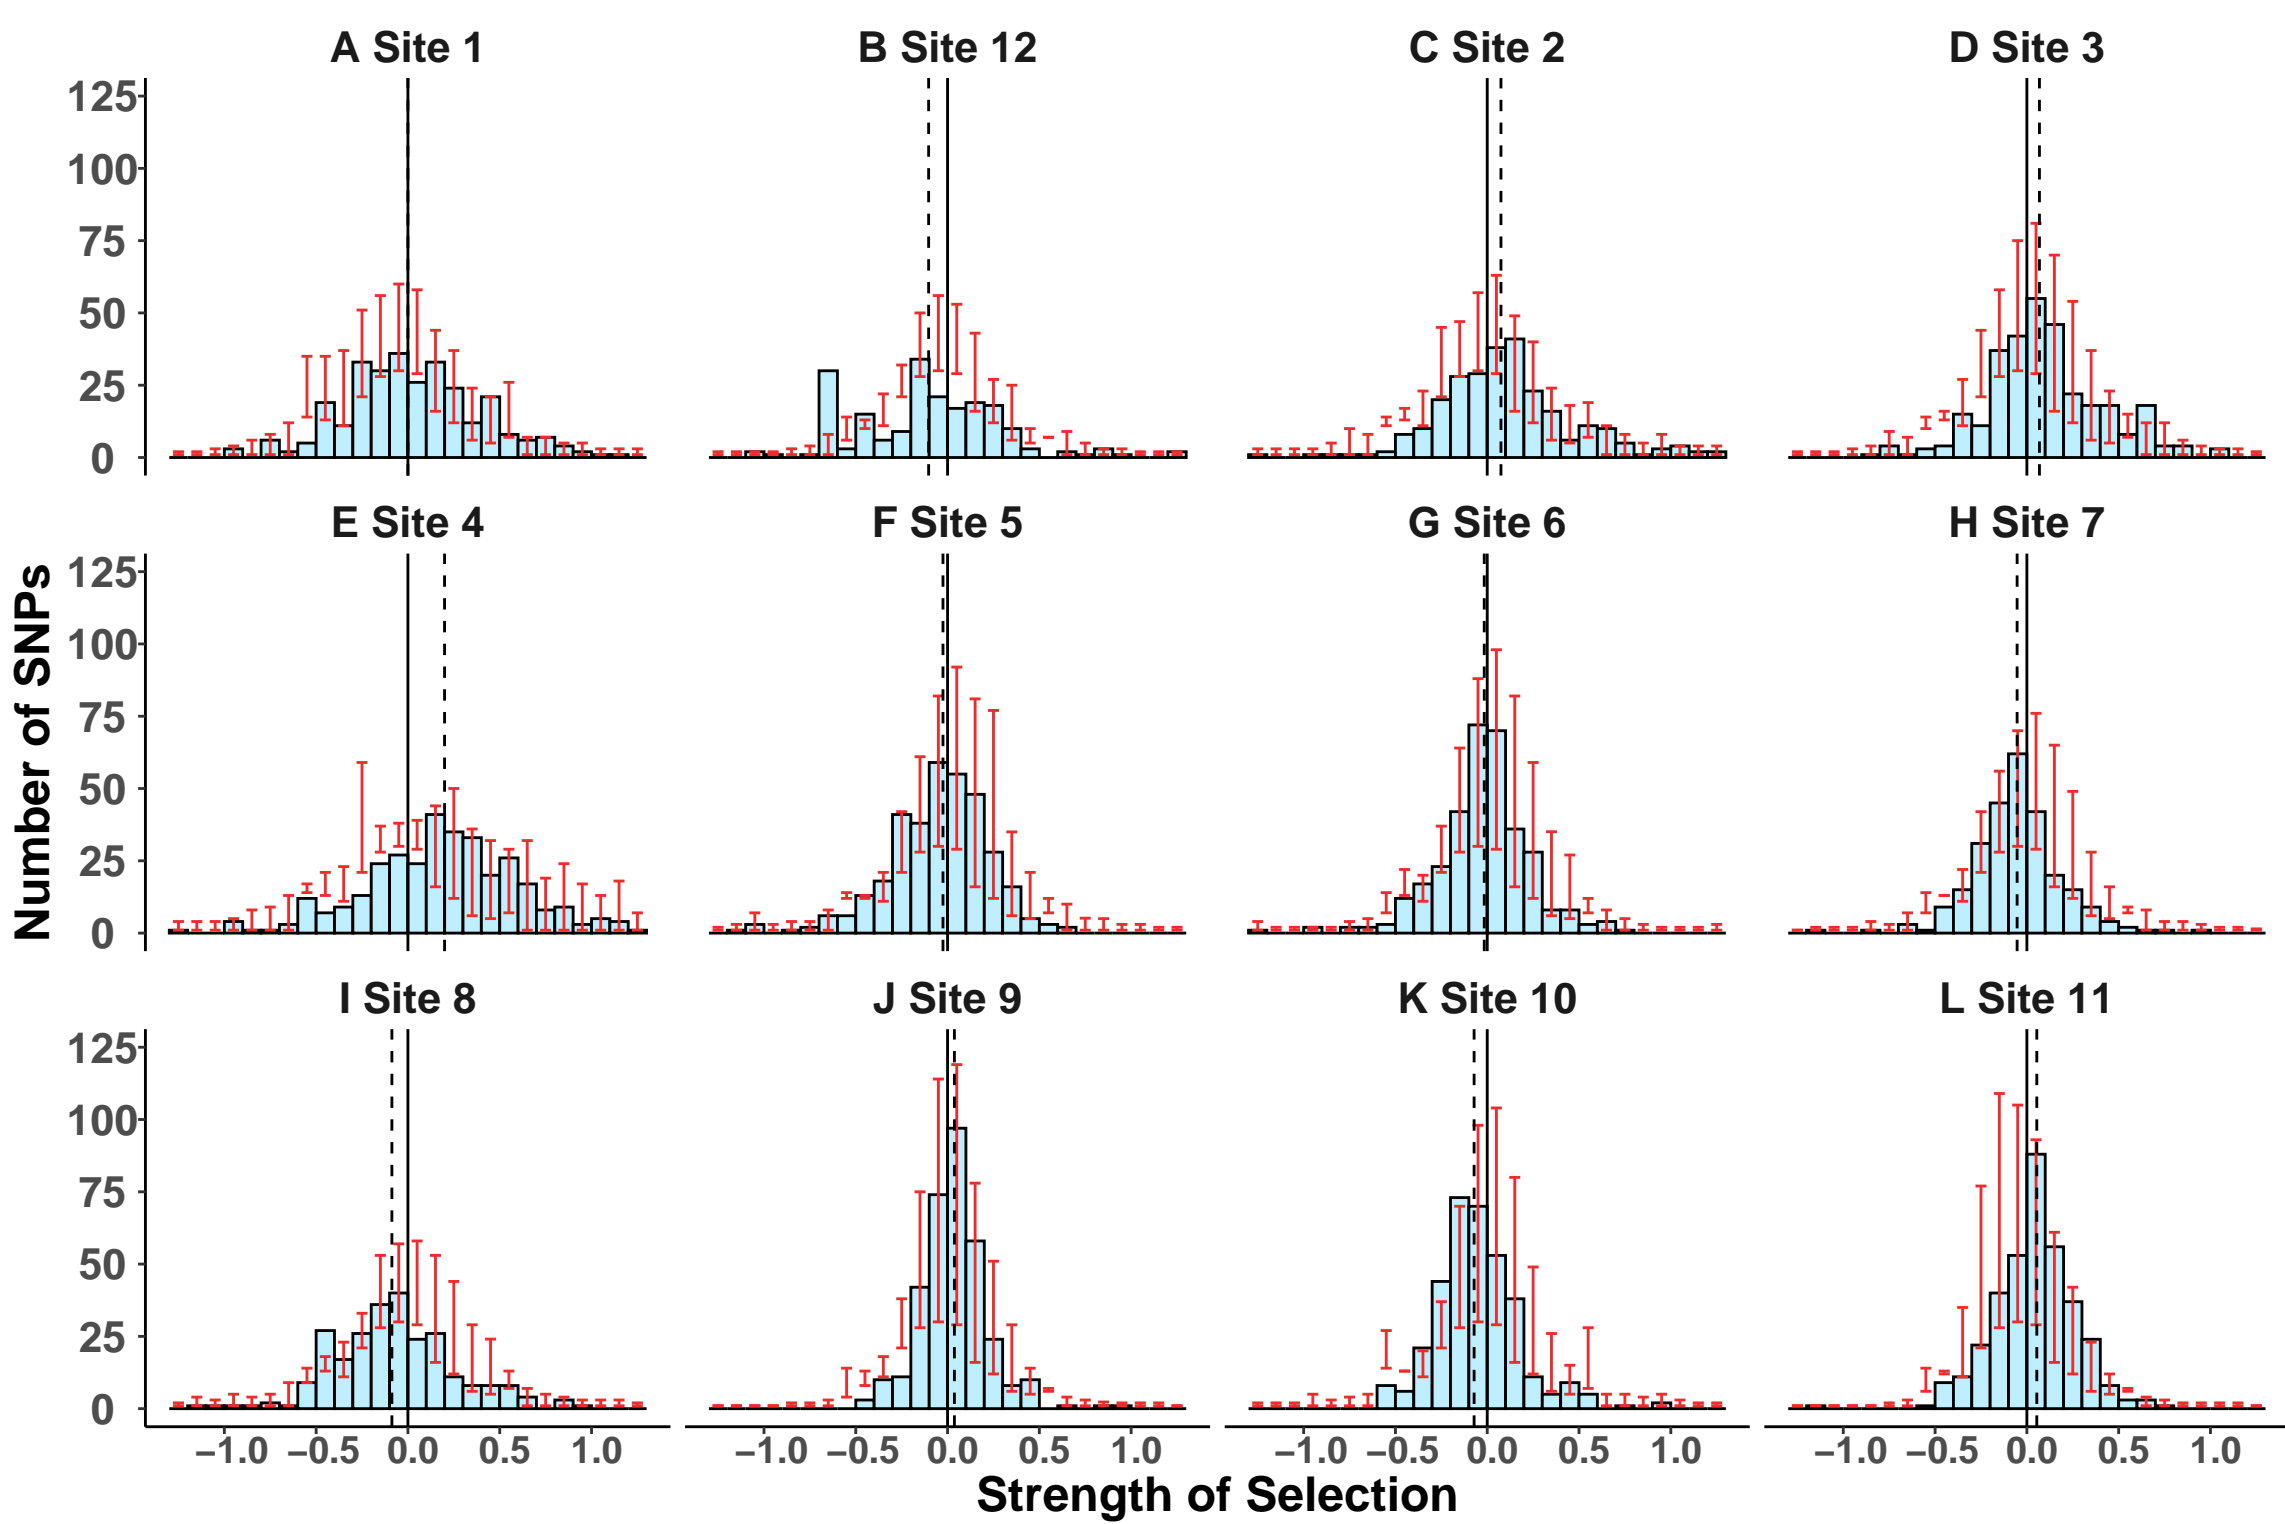 A Site 1
B Site 12
C Site 2
D Site 3
125
100
75
50
25
0
E Site 4
F Site 5
G Site 6
H Site 7
Number of SNPs
125
100
75
50
25
0
I Site 8
J Site 9
K Site 10
L Site 11
125
100
75
50
25
0
−1.0 −0.5 0.0 0.5 1.0
−1.0 −0.5 0.0 0.5 1.0
−1.0 −0.5 0.0 0.5 1.0
−1.0 −0.5 0.0 0.5 1.0
Strength of Selection